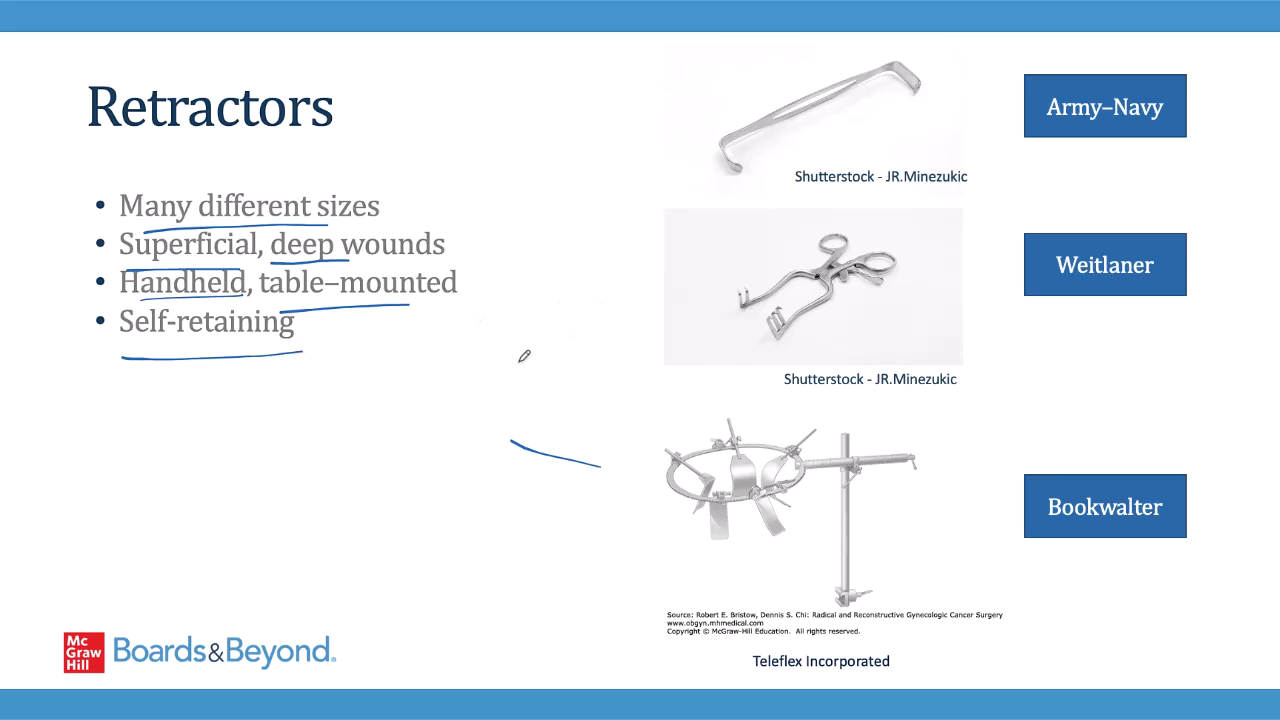 Retractors
• Many different sizes
• Superficial, deep wounds
• Handheld, table–mounted
• Self-retaining
Shutterstock - JR.Minezukic
Army–Navy
Shutterstock - JR.Minezukic
Weitlaner
Bookwalter
Source: Robert E. Bristow, Dennis S. Chi: Radical and Reconstructive Gynecologic Cancer Surgery
www.obgyn.mhmedical.com
Copyright © McGraw-Hill Education. All rights reserved.
Teleflex Incorporated
Mc
Graw
Hill
Boards&Beyond®